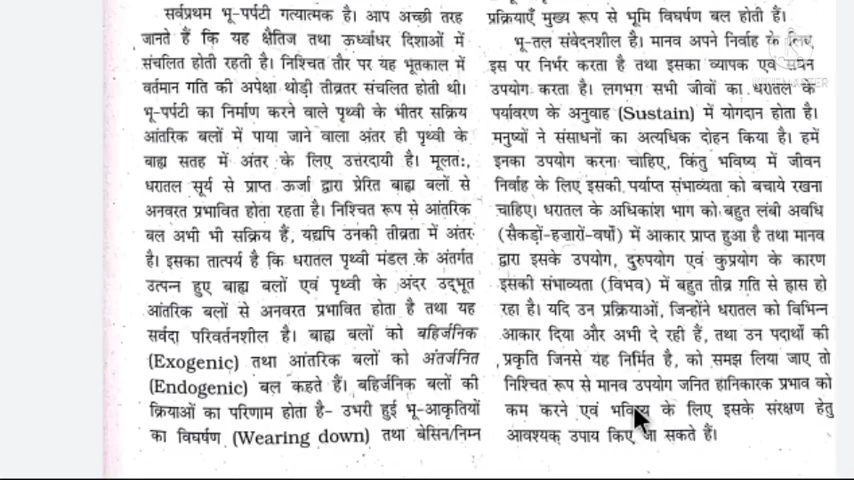 सर्वप्रथम भू-पर्पटी गत्यात्मक है। आप अच्छी तरह
जानते हैं कि यह क्षैतिज तथा ऊर्ध्वाधर दिशाओं में
संचलित होती रहती है। निश्चित तौर पर यह भूतकाल में
वर्तमान गति की अपेक्षा थोड़ी तीव्रतर संचलित होती थी।
भू-पर्पटी का निर्माण करने वाले पृथ्वी के भीतर सक्रिय
आंतरिक बलों में पाया जाने वाला अंतर ही पृथ्वी के
बाह्य सतह में अंतर के लिए उत्तरदायी है। मूलतः,
धरातल सूर्य से प्राप्त ऊर्जा द्वारा प्रेरित बाह्य बलों से
अनवरत प्रभावित होता रहता है। निश्चित रूप से आंतरिक
बल अभी भी सक्रिय हैं, यद्यपि उनकी तीव्रता में अंतर
है। इसका तात्पर्य है कि धरातल पृथ्वी मंडल के अंतर्गत
उत्पन्न हुए बाह्य बलों एवं पृथ्वी के अंदर उद्भूत
आंतरिक बलों से अनवरत प्रभावित होता है तथा यह
सर्वदा परिवर्तनशील है। बाह्य बलों को बहिर्जनिक
(Exogenic) तथा आंतरिक बलों को अंतर्जनित
(Endogenic) बल कहते हैं। बहिर्जनिक बलों की
क्रियाओं का परिणाम होता है- उभरी हुई भू-आकृतियों
का विघर्षण (Wearing down) तथा बेसिन/निम्न
प्रक्रियाएँ मुख्य रूप से भूमि विघर्षण बल होती हैं।
भू-तल संवेदनशील है। मानव अपने निर्वाह के लिए
इस पर निर्भर करता है तथा इसका व्यापक एवं सघन
उपयोग करता है। लगभग सभी जीवों का धरातल के
पर्यावरण के अनुवाह (Sustain) में योगदान होता है।
मनुष्यों ने संसाधनों का अत्यधिक दोहन किया है। हमें
इनका उपयोग करना चाहिए, किंतु भविष्य में जीवन
निर्वाह के लिए इसकी पर्याप्त संभाव्यता को बचाये रखना
चाहिए। धरातल के अधिकांश भाग को बहुत लंबी अवधि
(सैकड़ों-हजारों-वर्षों) में आकार प्राप्त हुआ है तथा मानव
द्वारा इसके उपयोग, दुरुपयोग एवं कुप्रयोग के कारण
इसकी संभाव्यता (विभव) में बहुत तीव्र गति से ह्रास हो
रहा है। यदि उन प्रक्रियाओं, जिन्होंने धरातल को विभिन्न
आकार दिया और अभी दे रही हैं, तथा उन पदार्थों की
प्रकृति जिनसे यह निर्मित है, को समझ लिया जाए तो
निश्चित रूप से मानव उपयोग जनित हानिकारक प्रभाव को
कम करने एवं भविष्य के लिए इसके संरक्षण हेतु
आवश्यक उपाय किए जा सकते हैं।